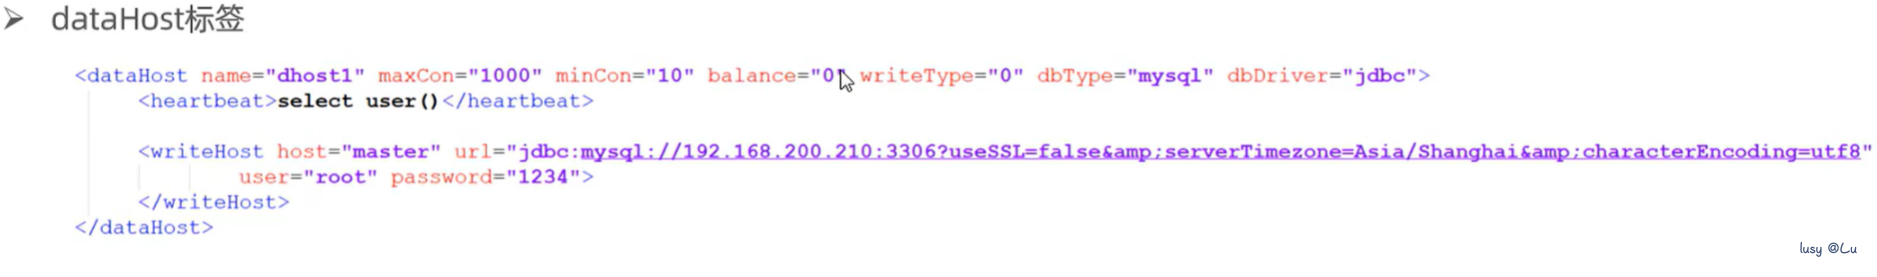 ➤ dataHost标签
<dataHost name="dhost1" maxCon="1000" minCon="10" balance="0" writeType="0" dbType="mysql" dbDriver="jdbc">
<heartbeat>select user()</heartbeat>
<writeHost host="master" url="jdbc:mysql://192.168.200.210:3306?useSSL=false&amp;serverTimezone=Asia/Shanghai&amp;characterEncoding=utf8"
user="root" password="1234">
</writeHost>
</dataHost>
lusy @Lu